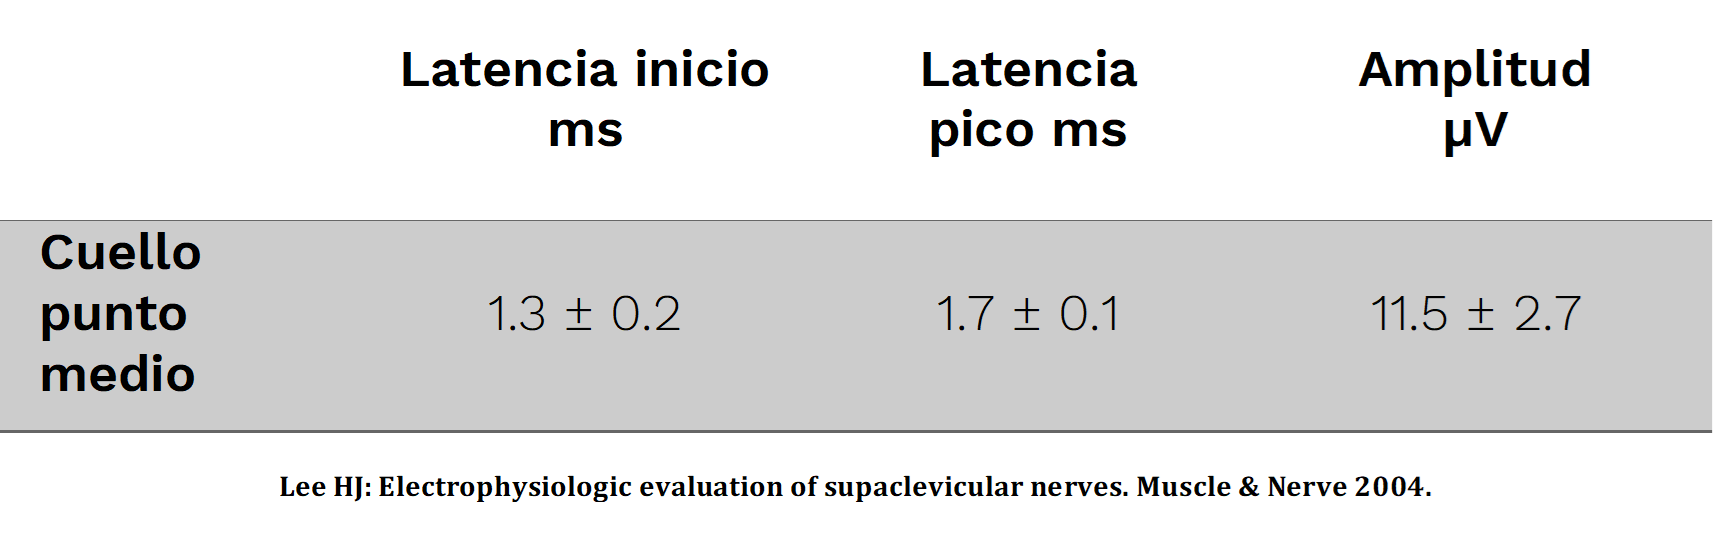 Latencia inicio ms
Latencia pico ms
Amplitud µV
Cuello punto medio
1.3 ± 0.2
1.7 ± 0.1
11.5 ± 2.7
Lee HJ: Electrophysiologic evaluation of supaclevicular nerves. Muscle & Nerve 2004.